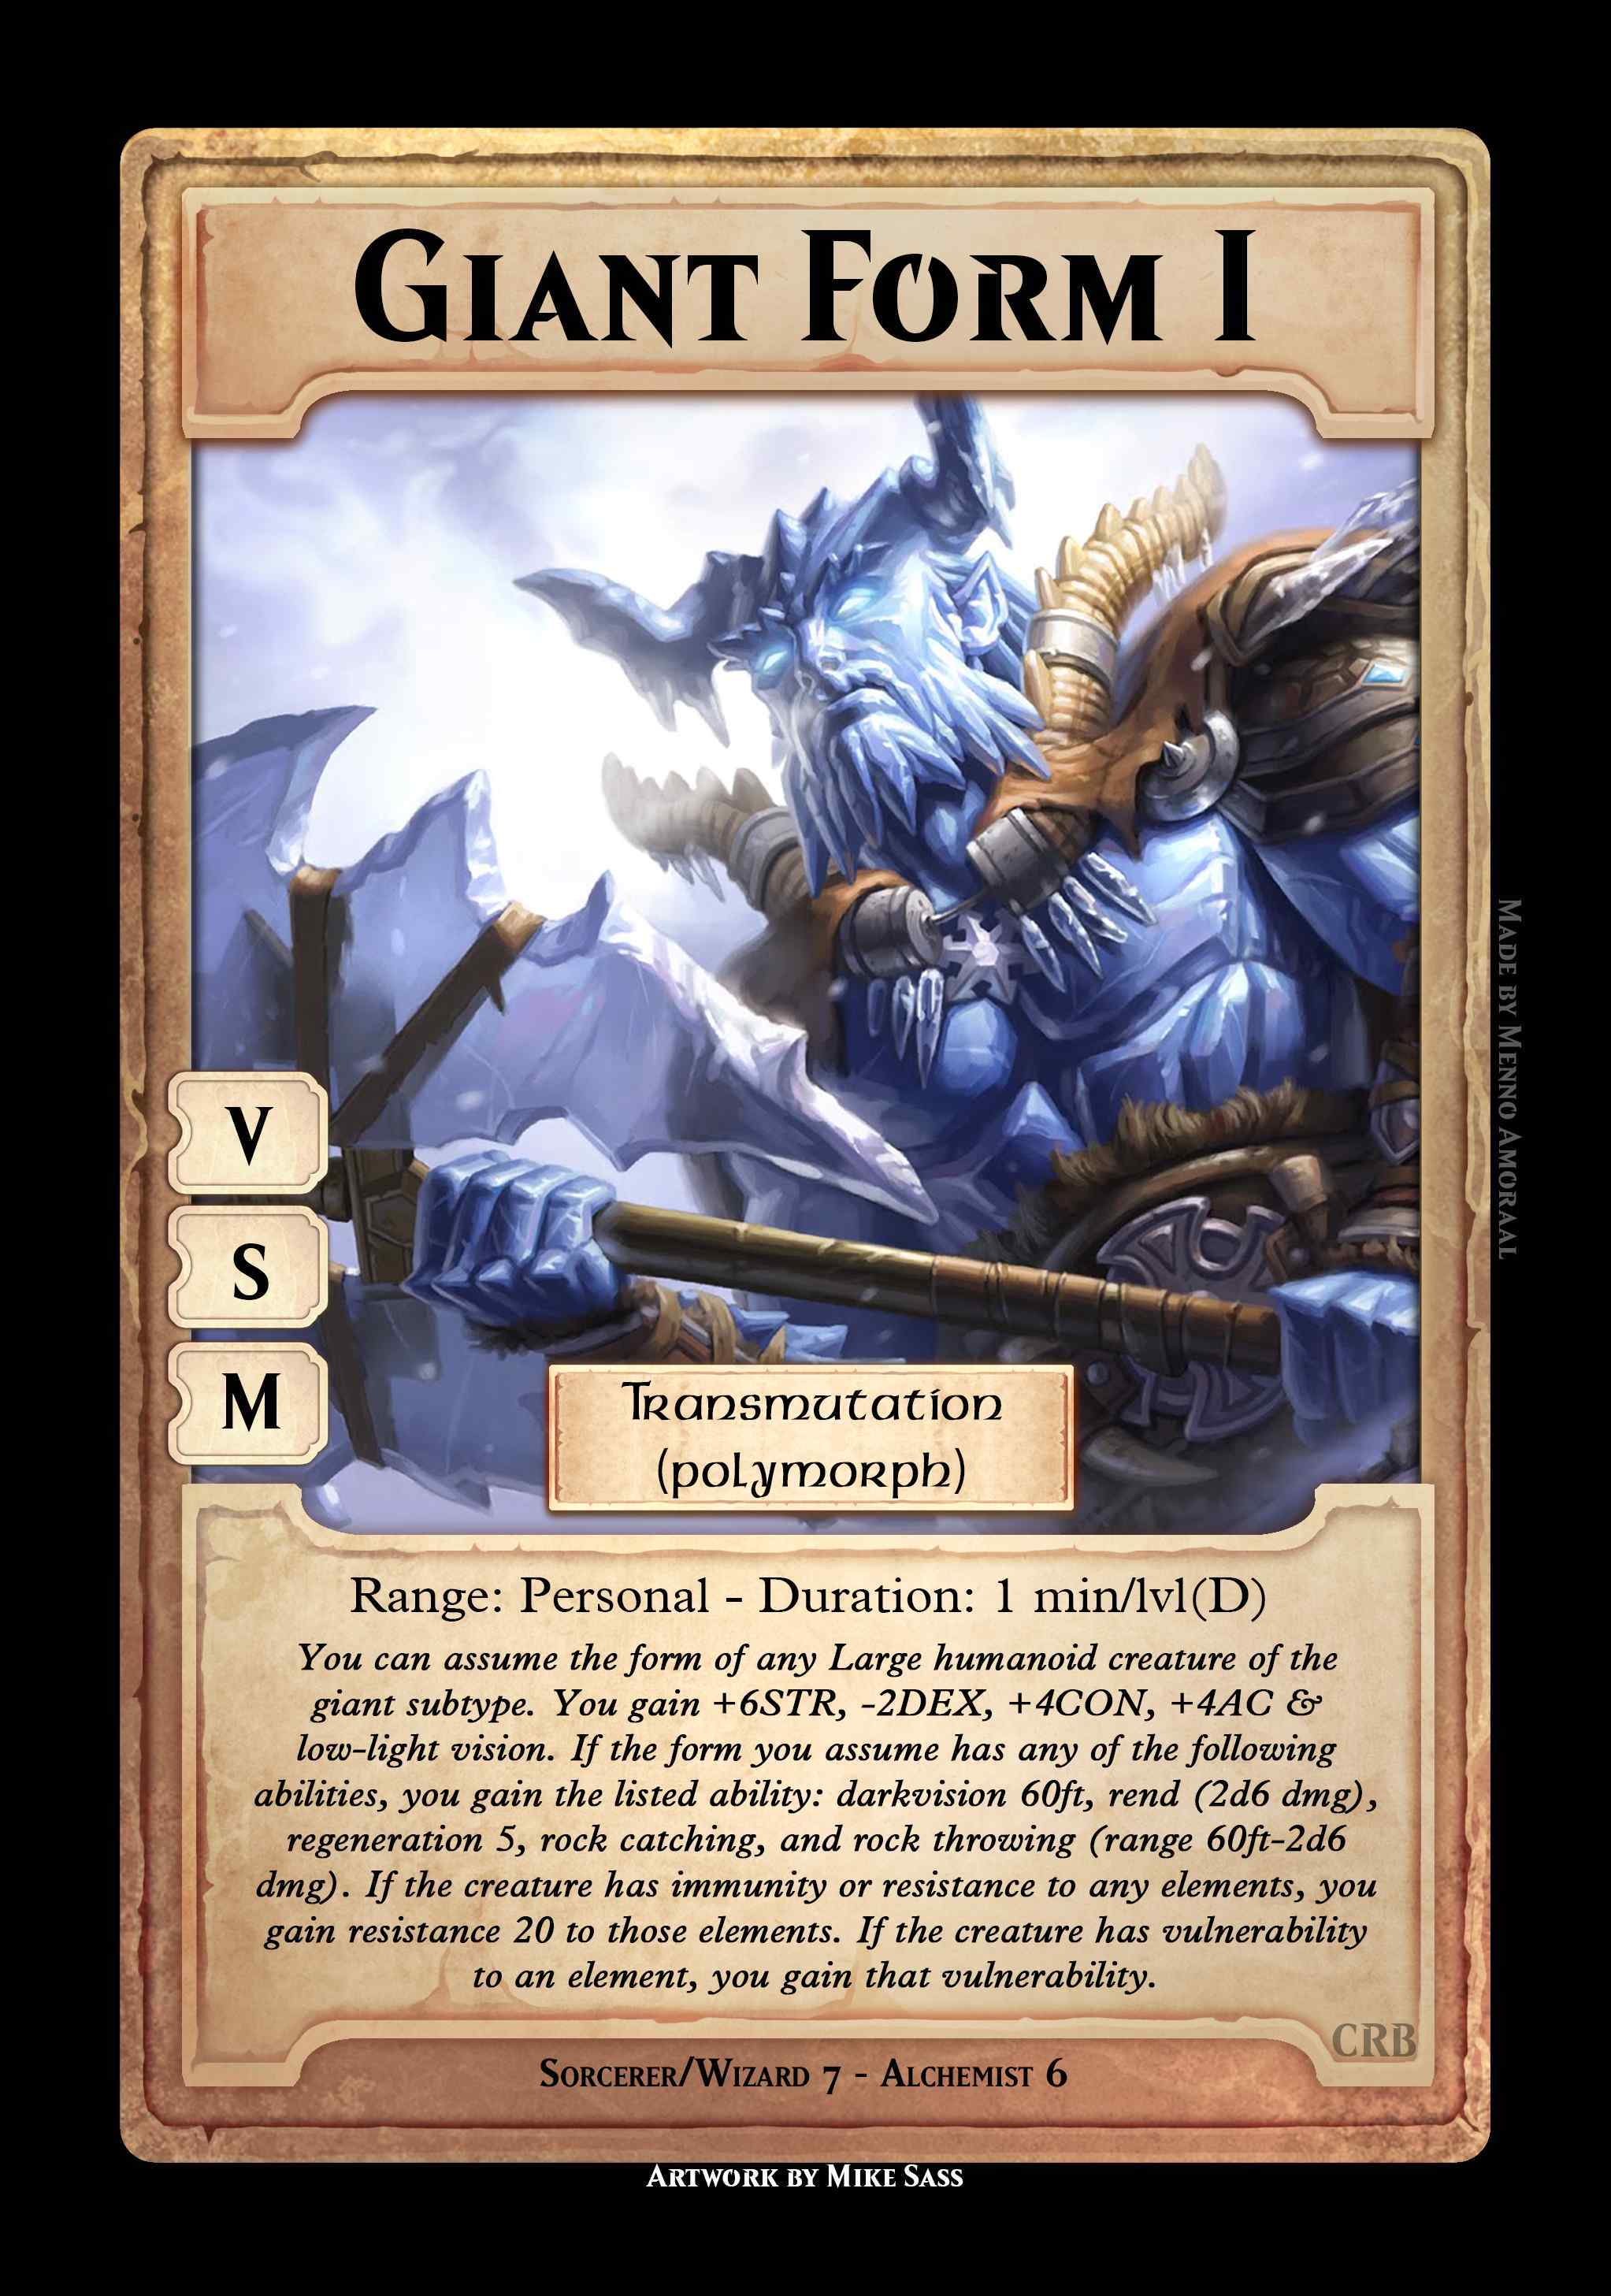 Giant Form I
V
S
M
Transmutation
(polymorph)
Range: Personal - Duration: 1 min/lvl(D)
You can assume the form of any Large humanoid creature of the
giant subtype. You gain +6STR, -2DEX, +4CON, +4AC &
low-light vision. If the form you assume has any of the following
abilities, you gain the listed ability: darkvision 60ft, rend (2d6 dmg),
regeneration 5, rock catching, and rock throwing (range 60ft-2d6
dmg). If the creature has immunity or resistance to any elements, you
gain resistance 20 to those elements. If the creature has vulnerability
to an element, you gain that vulnerability.
CRB
Sorcerer/Wizard 7 - Alchemist 6
Artwork by Mike Sass
Made by Menno Amoraal